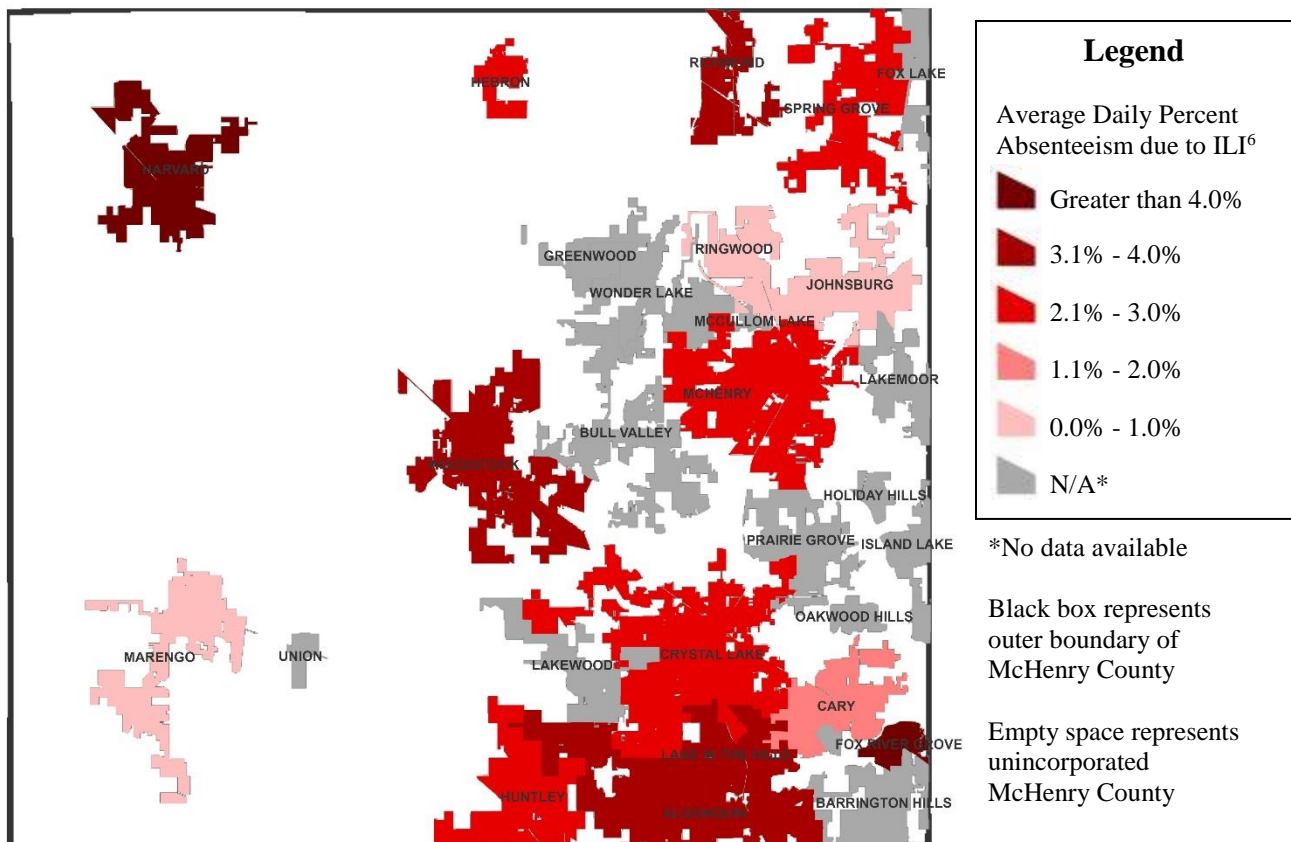 HEBRON
RICHMOND
FOX LAKE
SPRING GROVE
HARVARD
GREENWOOD
RINGWOOD
WONDER LAKE
JOHNSBURG
MCCULLOM LAKE
MCHENRY
LAKEMOOR
BULL VALLEY
WOODSTOCK
HOLIDAY HILLS
PRAIRIE GROVE
ISLAND LAKE
OAKWOOD HILLS
MARENGO
UNION
LAKEWOOD
CRYSTAL LAKE
CARY
LAKE IN THE HILLS
FOX RIVER GROVE
HUNTLEY
ALGONQUIN
BARRINGTON HILLS
Legend
Average Daily Percent
Absenteeism due to ILI⁶
Greater than 4.0%
3.1% - 4.0%
2.1% - 3.0%
1.1% - 2.0%
0.0% - 1.0%
N/A*
*No data available
Black box represents
outer boundary of
McHenry County
Empty space represents
unincorporated
McHenry County